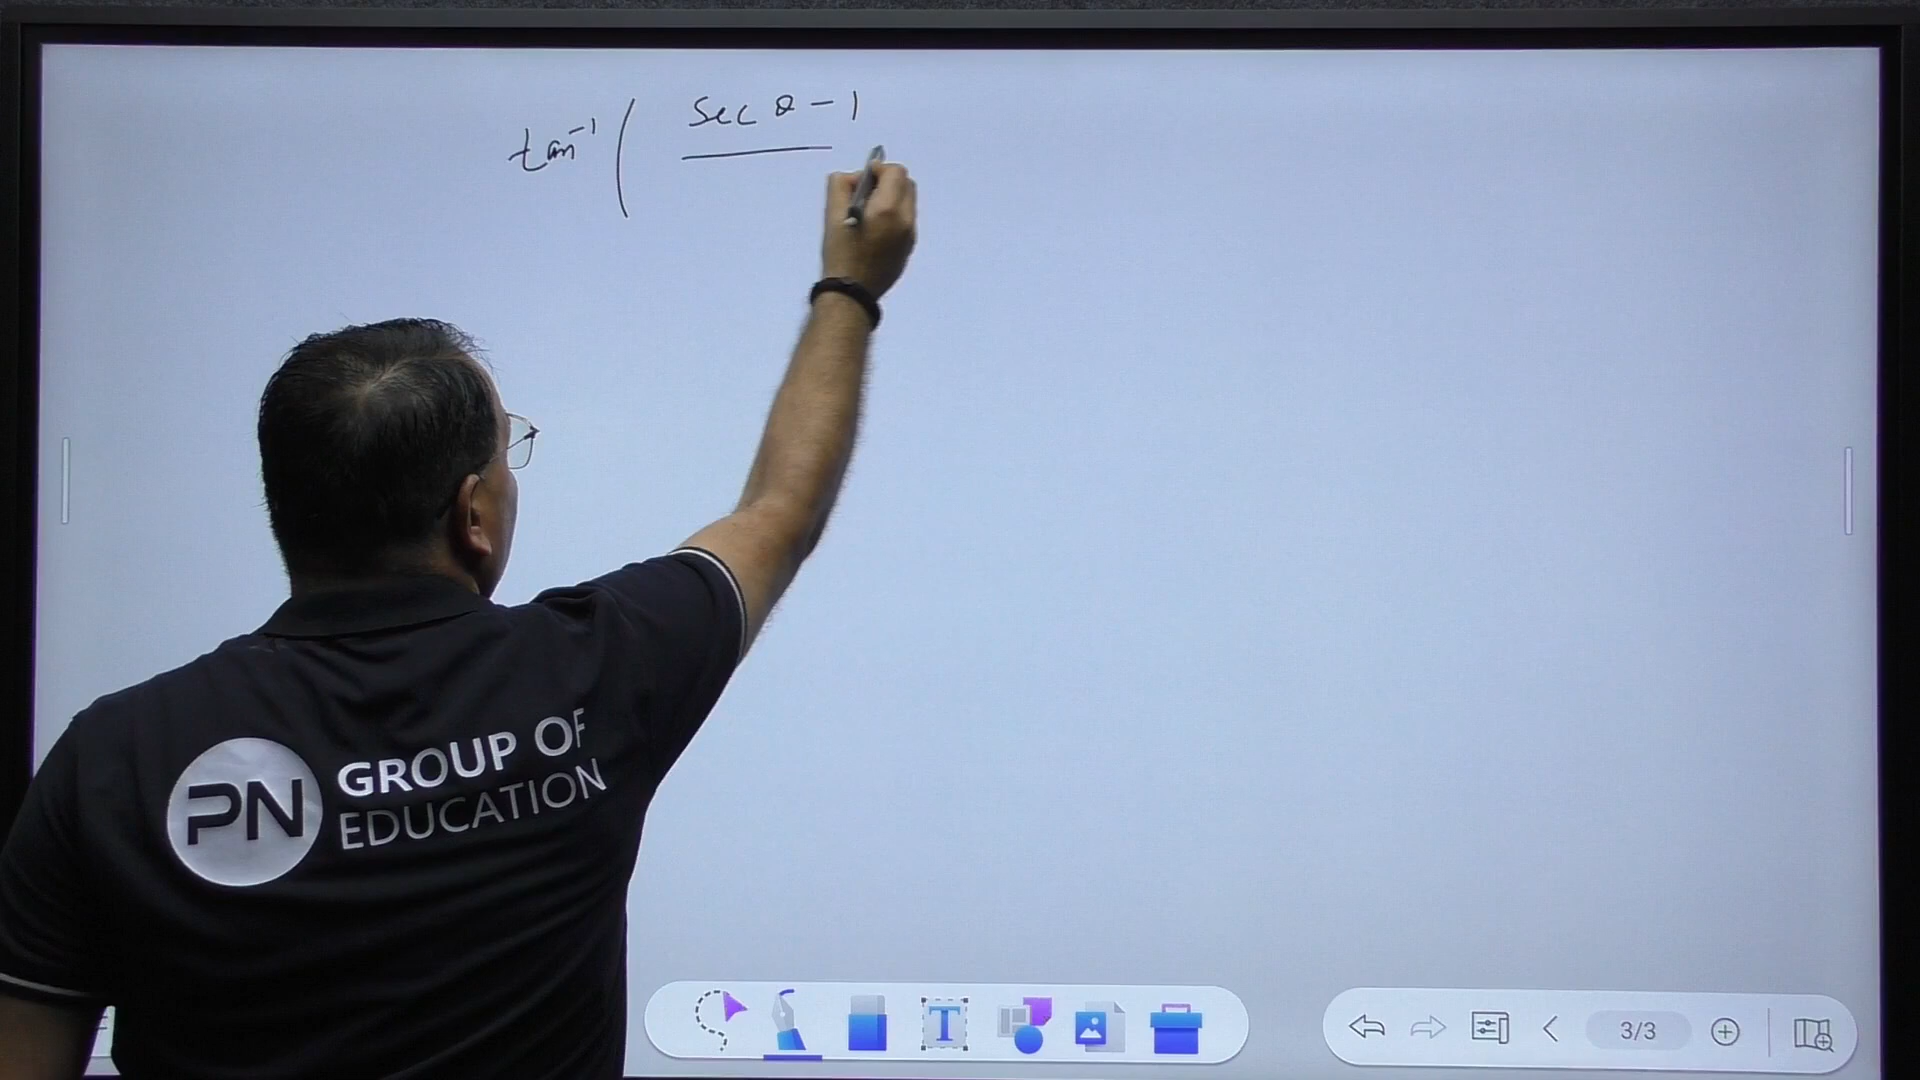 tan⁻¹ ( sec θ - 1
PN GROUP OF
EDUCATION
T
3/3